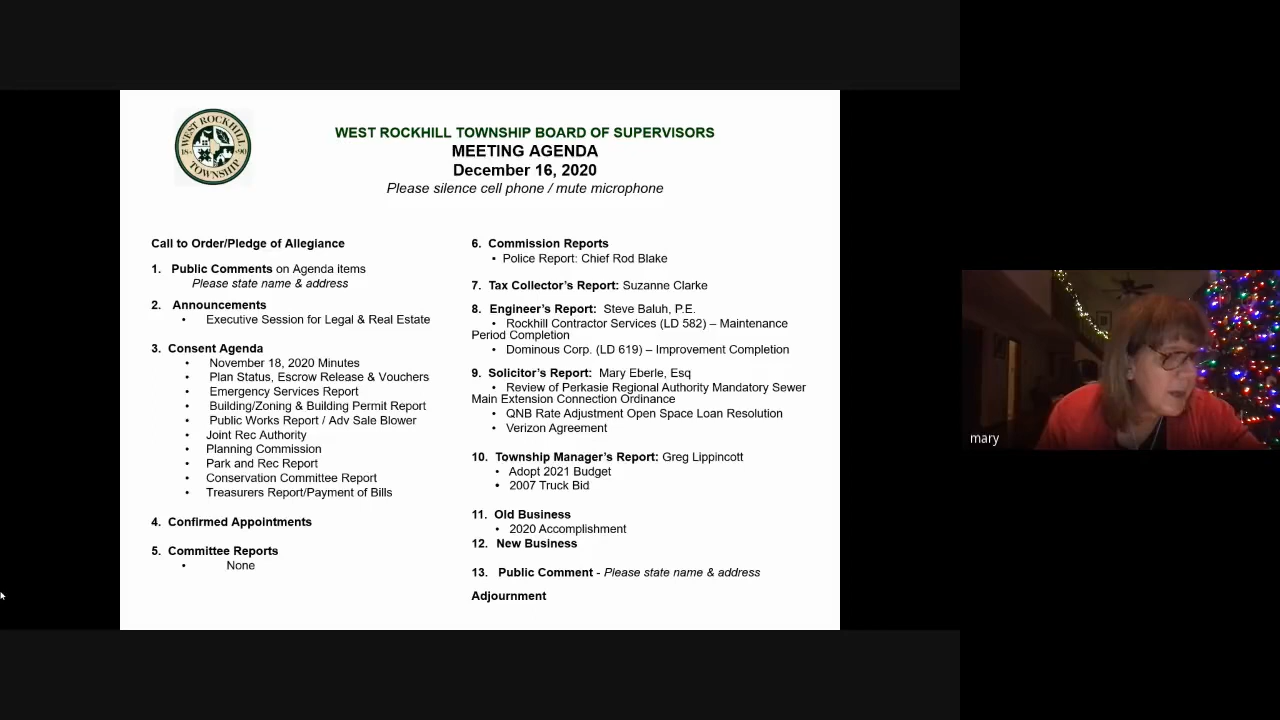 WEST ROCKHILL
18 90
TOWNSHIP
WEST ROCKHILL TOWNSHIP BOARD OF SUPERVISORS
MEETING AGENDA
December 16, 2020
Please silence cell phone / mute microphone
Call to Order/Pledge of Allegiance
1. Public Comments on Agenda items
Please state name & address
2. Announcements
• Executive Session for Legal & Real Estate
3. Consent Agenda
• November 18, 2020 Minutes
• Plan Status, Escrow Release & Vouchers
• Emergency Services Report
• Building/Zoning & Building Permit Report
• Public Works Report / Adv Sale Blower
• Joint Rec Authority
• Planning Commission
• Park and Rec Report
• Conservation Committee Report
• Treasurers Report/Payment of Bills
4. Confirmed Appointments
5. Committee Reports
• None
6. Commission Reports
• Police Report: Chief Rod Blake
7. Tax Collector's Report: Suzanne Clarke
8. Engineer's Report: Steve Baluh, P.E.
• Rockhill Contractor Services (LD 582) – Maintenance
Period Completion
• Dominous Corp. (LD 619) – Improvement Completion
9. Solicitor's Report: Mary Eberle, Esq
• Review of Perkasie Regional Authority Mandatory Sewer
Main Extension Connection Ordinance
• QNB Rate Adjustment Open Space Loan Resolution
• Verizon Agreement
10. Township Manager's Report: Greg Lippincott
• Adopt 2021 Budget
• 2007 Truck Bid
11. Old Business
• 2020 Accomplishment
12. New Business
13. Public Comment - Please state name & address
Adjournment
mary